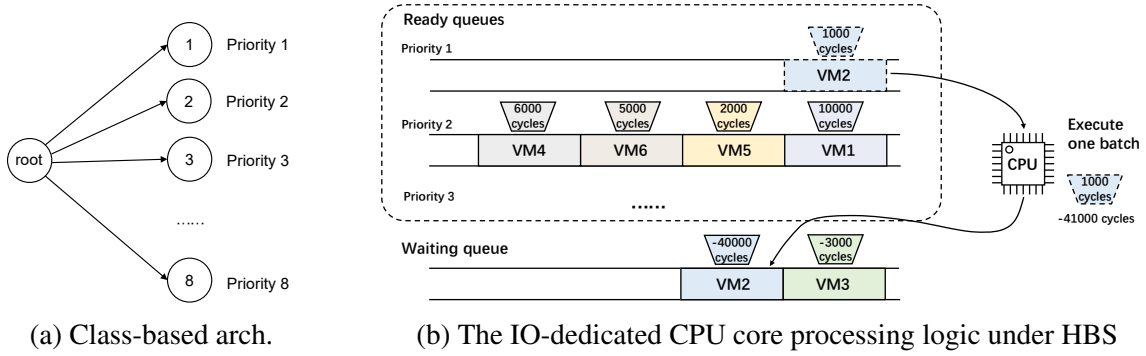 root
1
Priority 1
2
Priority 2
3
Priority 3
......
8
Priority 8
(a) Class-based arch.
Ready queues
Priority 1
1000
cycles
VM2
Priority 2
6000
cycles
5000
cycles
2000
cycles
10000
cycles
VM4
VM6
VM5
VM1
Priority 3
......
CPU
Execute
one batch
1000
cycles
-41000 cycles
Waiting queue
-40000
cycles
-3000
cycles
VM2
VM3
(b) The IO-dedicated CPU core processing logic under HBS